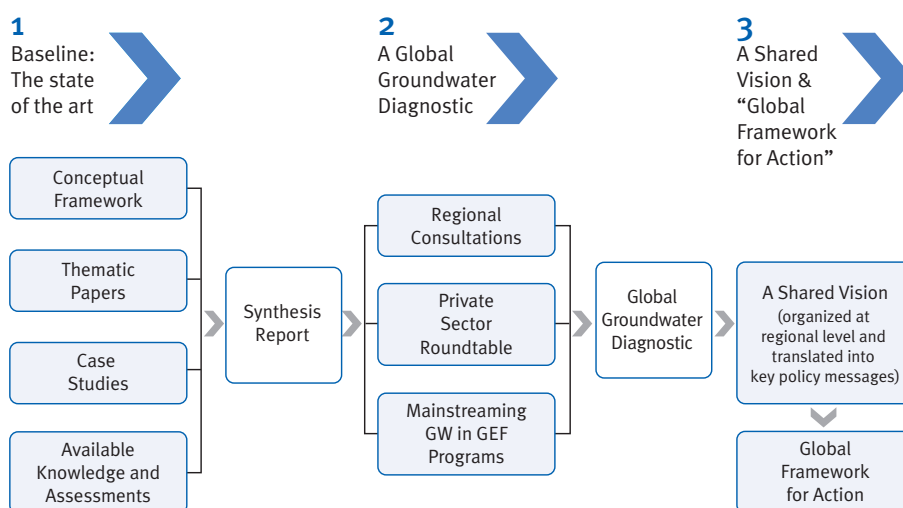 1
Baseline:
The state
of the art
2
A Global
Groundwater
Diagnostic
3
A Shared
Vision &
“Global
Framework
for Action”
Conceptual
Framework
Thematic
Papers
Case
Studies
Available
Knowledge and
Assessments
Synthesis
Report
Regional
Consultations
Private
Sector
Roundtable
Mainstreaming
GW in GEF
Programs
Global
Groundwater
Diagnostic
A Shared Vision
(organized at
regional level and
translated into
key policy messages)
Global
Framework
for Action